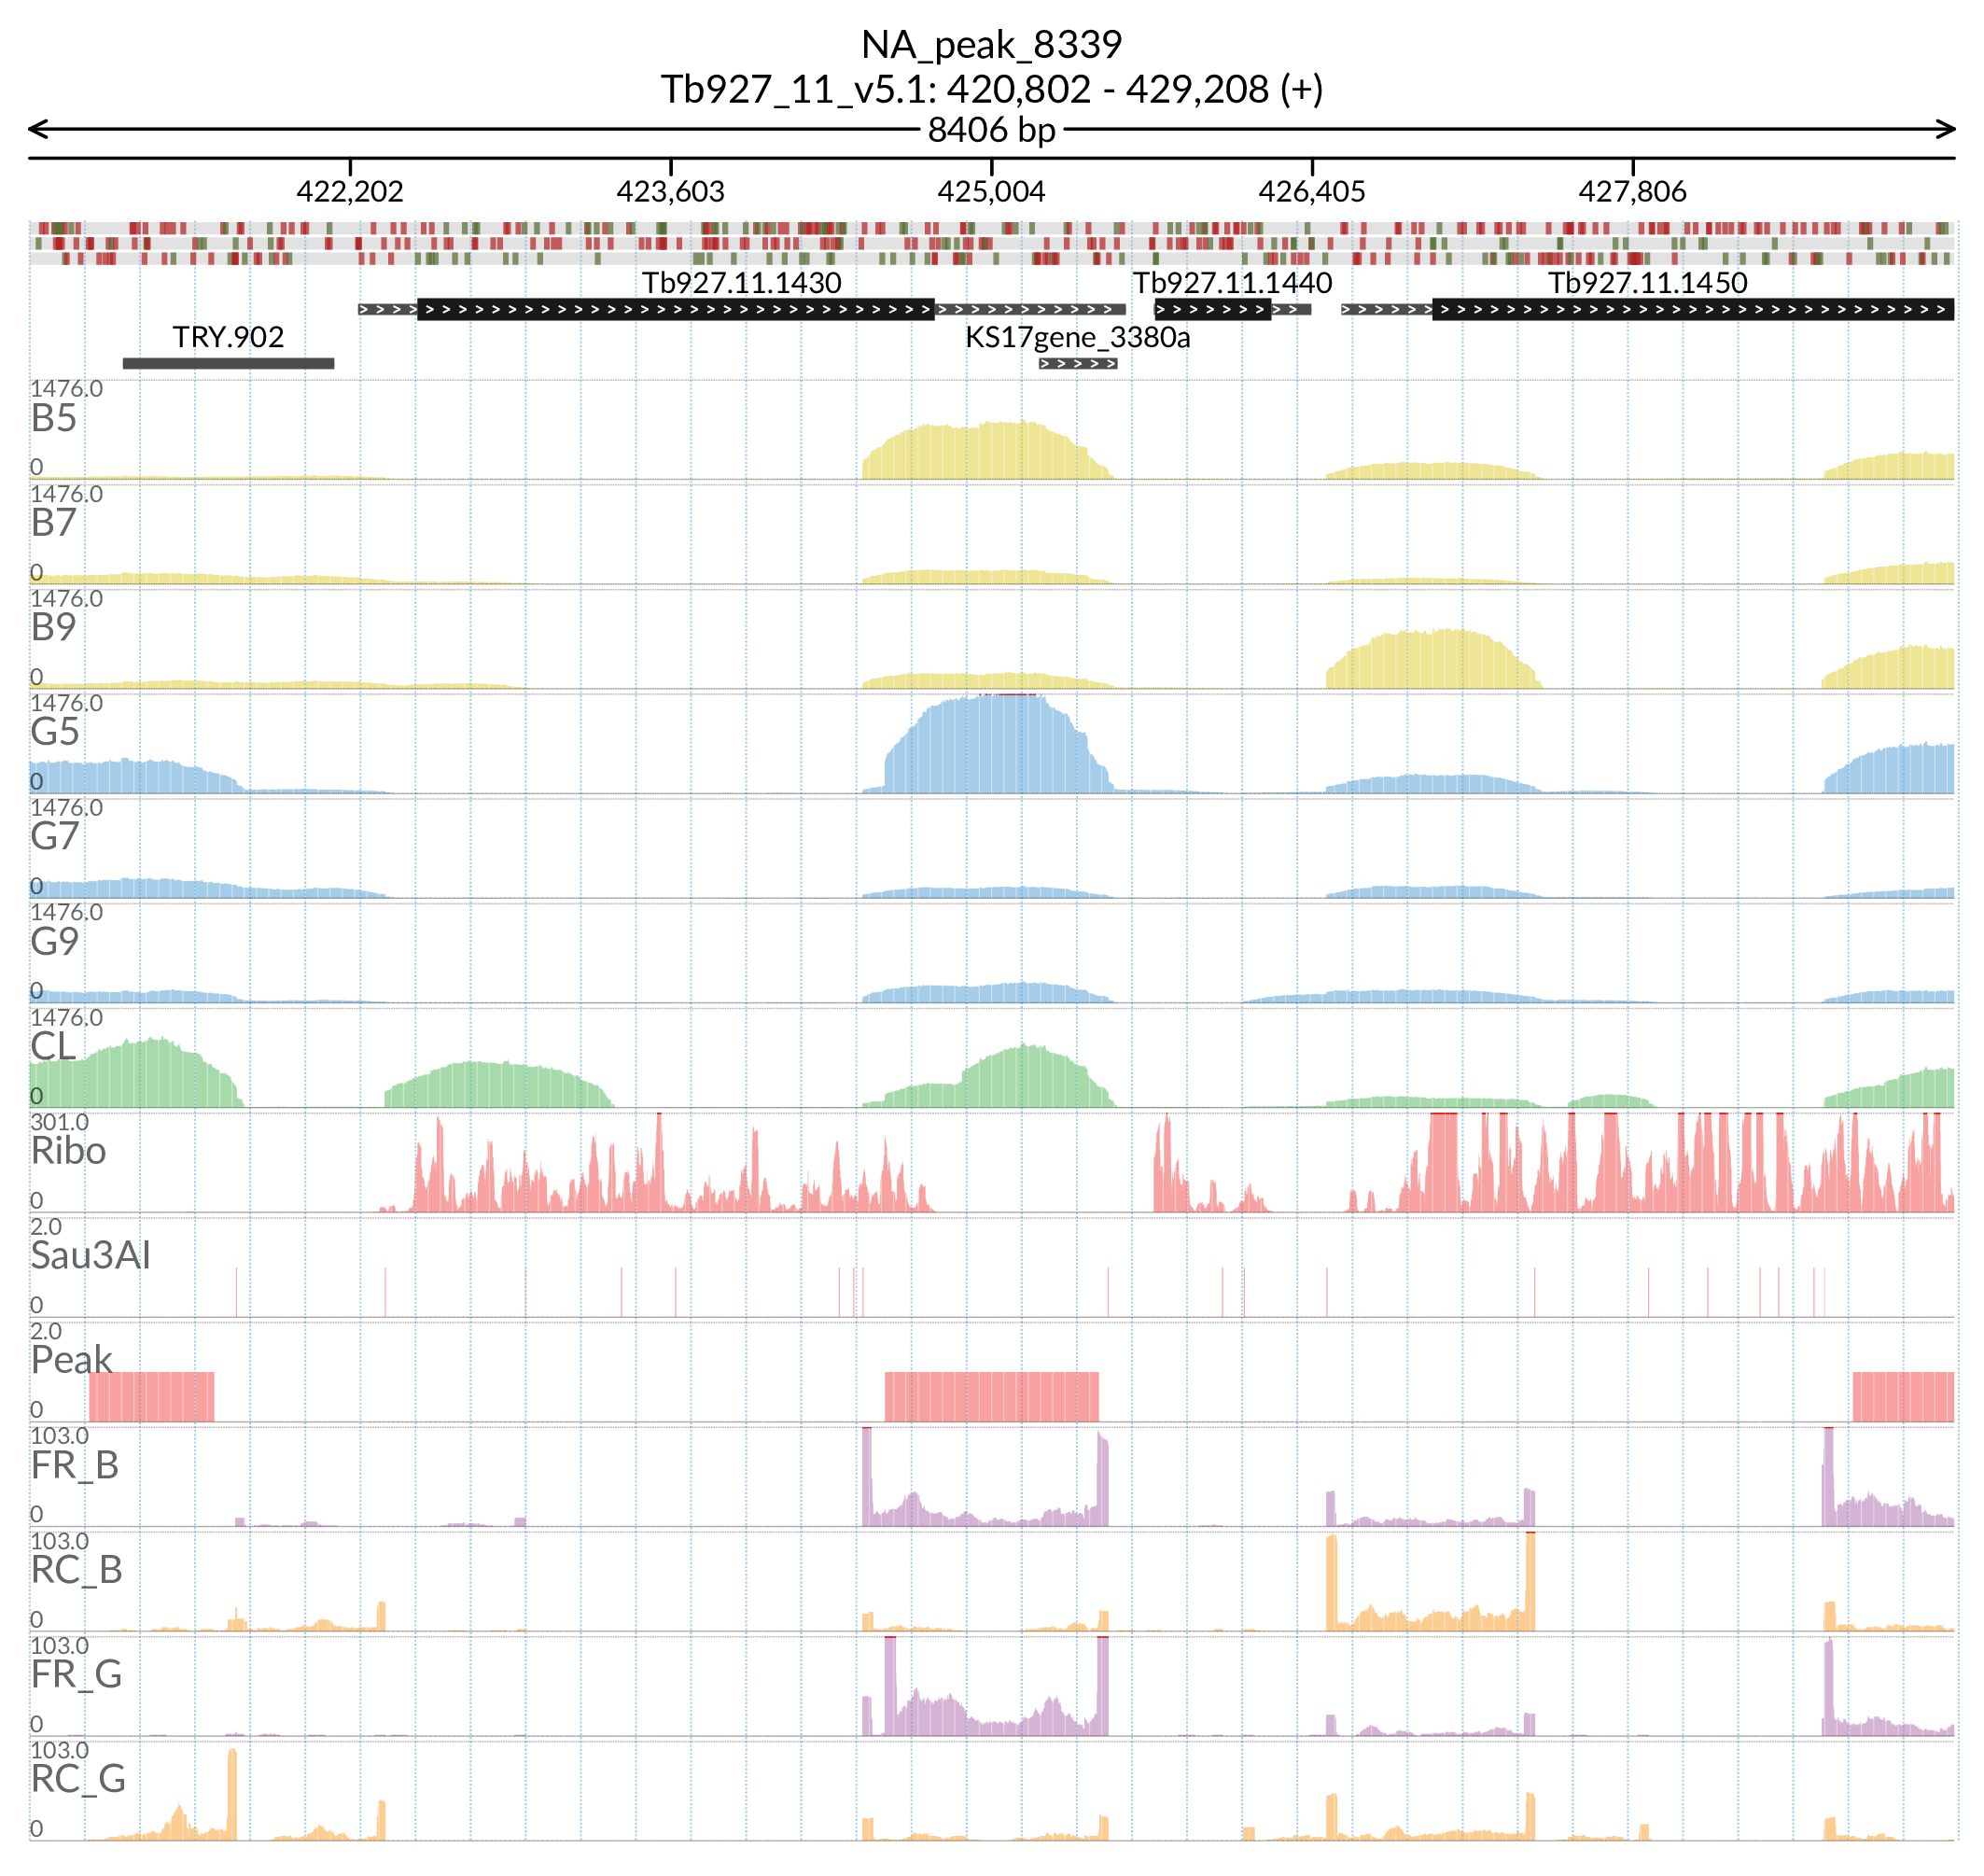 NA_peak_8339
Tb927_11_v5.1: 420,802 - 429,208 (+)
8406 bp
422,202 423,603 425,004 426,405 427,806
Tb927.11.1430 Tb927.11.1440 Tb927.11.1450
TRY.902 KS17gene_3380a
1476.0
B5
0
1476.0
B7
0
1476.0
B9
0
1476.0
G5
0
1476.0
G7
0
1476.0
G9
0
1476.0
CL
0
301.0
Ribo
0
2.0
Sau3AI
0
2.0
Peak
0
103.0
FR_B
0
103.0
RC_B
0
103.0
FR_G
0
103.0
RC_G
0